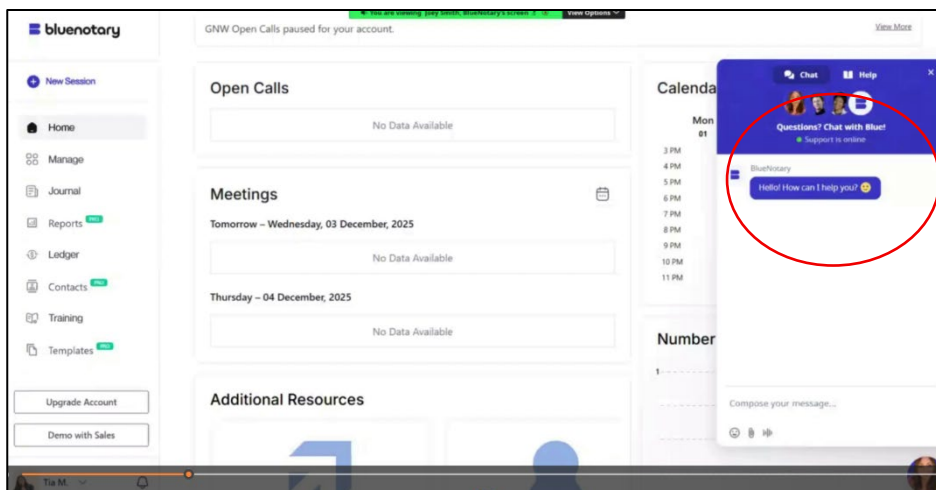 You are viewing Joey Smith, BlueNotary's screen
View Options
bluenotary
GNW Open Calls paused for your account.
View More
New Session
Home
Manage
Journal
Reports PRO
Ledger
Contacts PRO
Training
Templates PRO
Upgrade Account
Demo with Sales
Tia M.
Open Calls
No Data Available
Meetings
Tomorrow – Wednesday, 03 December, 2025
No Data Available
Thursday – 04 December, 2025
No Data Available
Additional Resources
Calenda
Mon
01
3 PM
4 PM
5 PM
6 PM
7 PM
8 PM
9 PM
10 PM
11 PM
Number
1
Chat
Help
Questions? Chat with Blue!
Support is online
BlueNotary
Hello! How can I help you? 🙂
Compose your message...